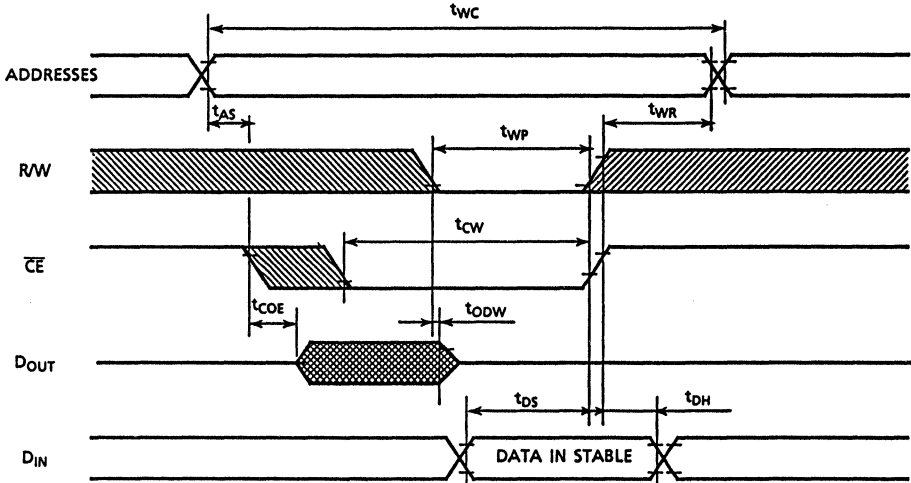 tWC
ADDRESSES
tAS
tWR
tWP
R/W
tCW
CE
tCOE
tODW
DOUT
tDS
tDH
DIN
DATA IN STABLE